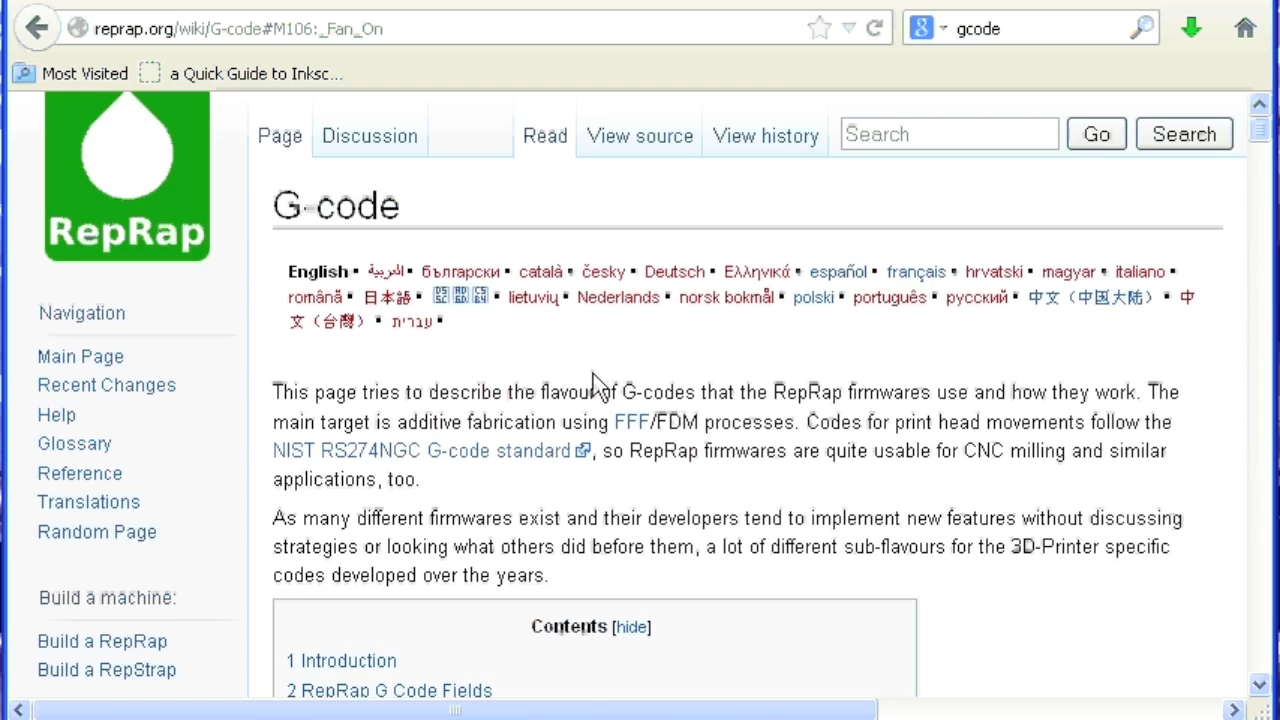 reprap.org/wiki/G-code#M106:_Fan_On
gcode
Most Visited
a Quick Guide to Inksc...
RepRap
Page
Discussion
Read
View source
View history
Search
Go
Search
G-code
English ▪ العربية ▪ български ▪ català ▪ česky ▪ Deutsch ▪ Ελληνικά ▪ español ▪ français ▪ hrvatski ▪ magyar ▪ italiano ▪
română ▪ 日本語 ▪ ▪ lietuvių ▪ Nederlands ▪ norsk bokmål ▪ polski ▪ português ▪ русский ▪ 中文（中国大陆） ▪ 中
文（台灣） ▪ עברית ▪
Navigation
Main Page
Recent Changes
Help
Glossary
Reference
Translations
Random Page
Build a machine:
Build a RepRap
Build a RepStrap
This page tries to describe the flavour of G-codes that the RepRap firmwares use and how they work. The
main target is additive fabrication using FFF/FDM processes. Codes for print head movements follow the
NIST RS274NGC G-code standard, so RepRap firmwares are quite usable for CNC milling and similar
applications, too.
As many different firmwares exist and their developers tend to implement new features without discussing
strategies or looking what others did before them, a lot of different sub-flavours for the 3D-Printer specific
codes developed over the years.
Contents [hide]
1 Introduction
2 RepRap G Code Fields